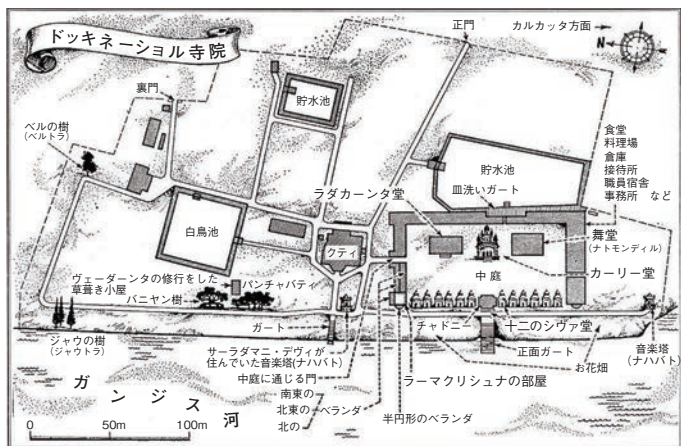 ドッキネーショル寺院
正門
カルカッタ方面
N
裏門
貯水池
ベルの樹
(ベルトラ)
食堂
料理場
倉庫
接待所
職員宿舎
事務所 など
貯水池
皿洗いガート
ラダカーンタ堂
白鳥池
クティ
舞堂
(ナトモンディル)
中庭
カーリー堂
ヴェーダーンタの修行をした
草葺き小屋
パンチャバティ
バニヤン樹
ガート
チャドニー
十二のシヴァ堂
ジャウの樹
(ジャウトラ)
サーラダマニ・デヴィが
住んでいた音楽塔(ナハバト)
正面ガート
お花畑
音楽塔
(ナハバト)
中庭に通じる門
ラーマクリシュナの部屋
南東の
北東の
北の
ベランダ
半円形のベランダ
ガンジス河
0 50m 100m